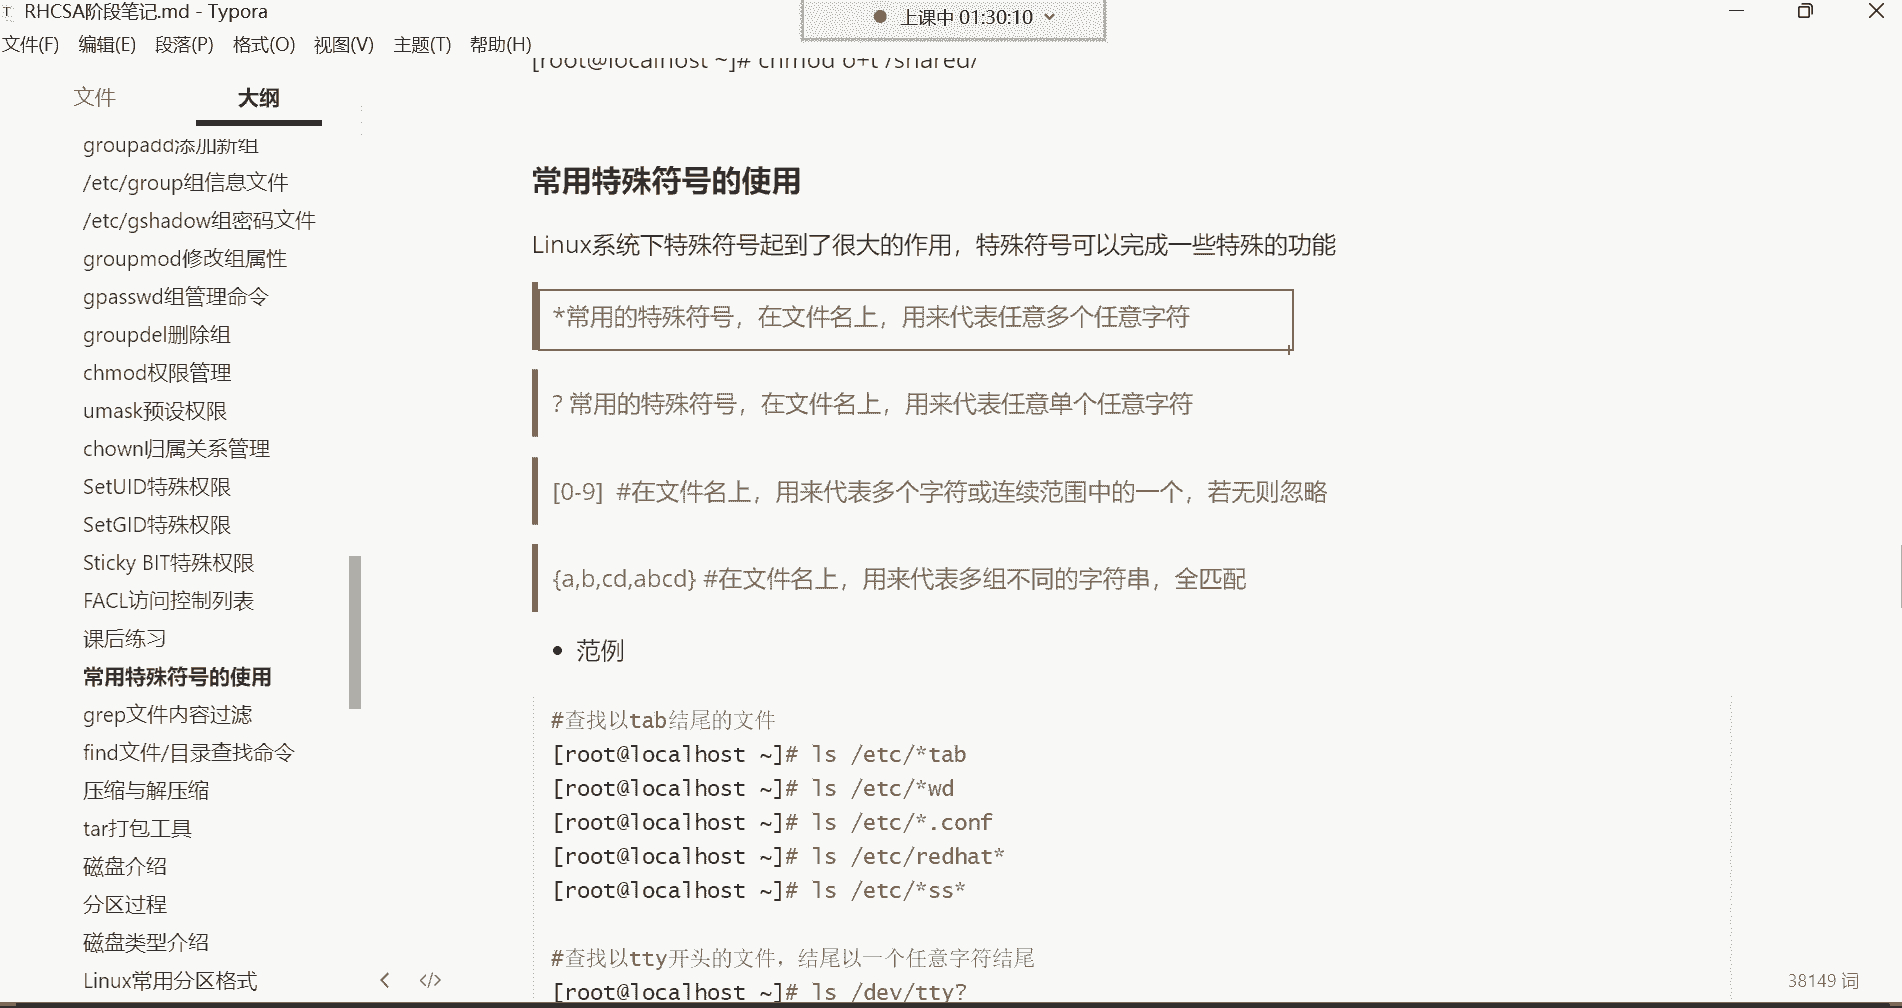 RHCSA阶段笔记.md - Typora
上课中 01:30:10
文件(F) 编辑(E) 段落(P) 格式(O) 视图(V) 主题(T) 帮助(H)
文件 大纲
groupadd添加新组
/etc/group组信息文件
/etc/gshadow组密码文件
groupmod修改组属性
gpasswd组管理命令
groupdel删除组
chmod权限管理
umask预设权限
chown归属关系管理
SetUID特殊权限
SetGID特殊权限
Sticky BIT特殊权限
FACL访问控制列表
课后练习
常用特殊符号的使用
grep文件内容过滤
find文件/目录查找命令
压缩与解压缩
tar打包工具
磁盘介绍
分区过程
磁盘类型介绍
Linux常用分区格式
[root@localhost ~]# chmod o+t /shared/
常用特殊符号的使用
Linux系统下特殊符号起到了很大的作用，特殊符号可以完成一些特殊的功能
*常用的特殊符号，在文件名上，用来代表任意多个任意字符
? 常用的特殊符号，在文件名上，用来代表任意单个任意字符
[0-9] #在文件名上，用来代表多个字符或连续范围中的一个，若无则忽略
{a,b,cd,abcd} #在文件名上，用来代表多组不同的字符串，全匹配
• 范例
#查找以tab结尾的文件
[root@localhost ~]# ls /etc/*tab
[root@localhost ~]# ls /etc/*wd
[root@localhost ~]# ls /etc/*.conf
[root@localhost ~]# ls /etc/redhat*
[root@localhost ~]# ls /etc/*ss*
#查找以tty开头的文件，结尾以一个任意字符结尾
[root@localhost ~]# ls /dev/tty?
38149 词